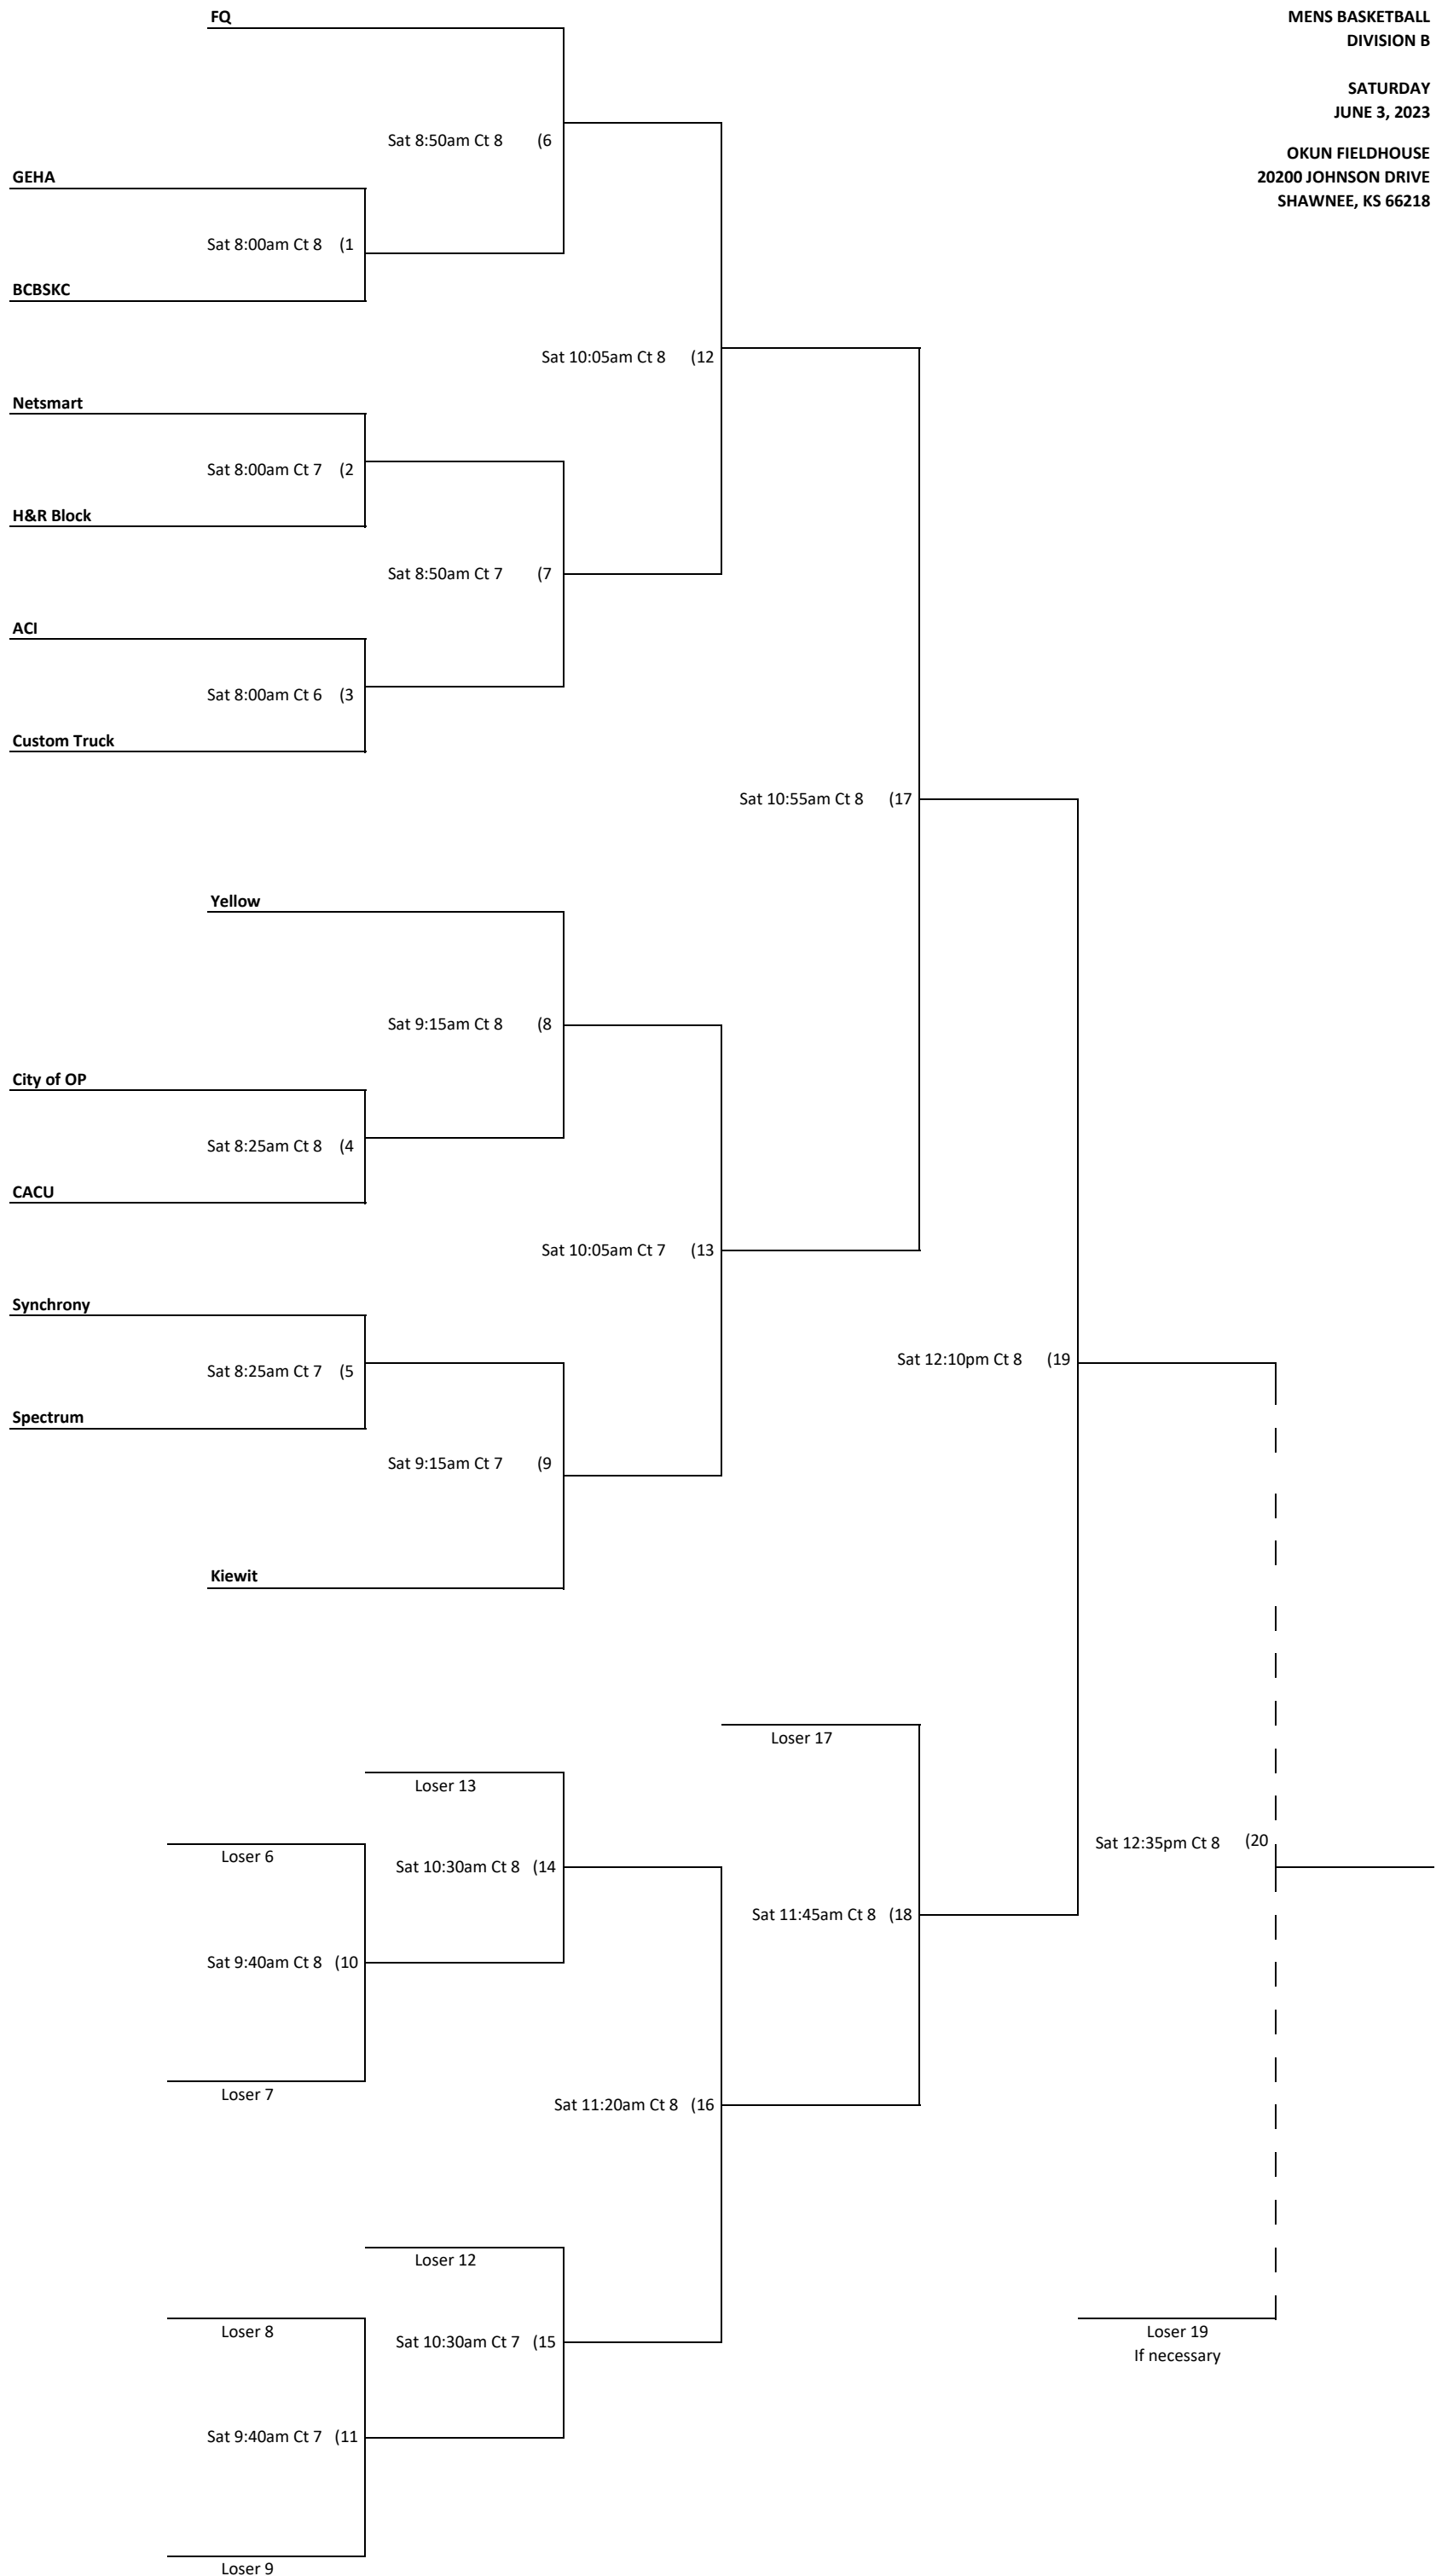 FQ
MENS BASKETBALL
DIVISION B
SATURDAY
JUNE 3, 2023
OKUN FIELDHOUSE
20200 JOHNSON DRIVE
SHAWNEE, KS 66218
Sat 8:50am Ct 8 (6
GEHA
Sat 8:00am Ct 8 (1
BCBSKC
Sat 10:05am Ct 8 (12
Netsmart
Sat 8:00am Ct 7 (2
H&R Block
Sat 8:50am Ct 7 (7
ACI
Sat 8:00am Ct 6 (3
Custom Truck
Sat 10:55am Ct 8 (17
Yellow
Sat 9:15am Ct 8 (8
City of OP
Sat 8:25am Ct 8 (4
CACU
Sat 10:05am Ct 7 (13
Synchrony
Sat 12:10pm Ct 8 (19
Sat 8:25am Ct 7 (5
Spectrum
Sat 9:15am Ct 7 (9
Kiewit
Loser 17
Loser 13
Sat 12:35pm Ct 8 (20
Loser 6
Sat 10:30am Ct 8 (14
Sat 11:45am Ct 8 (18
Sat 9:40am Ct 8 (10
Loser 7
Sat 11:20am Ct 8 (16
Loser 12
Loser 8
Loser 19
Sat 10:30am Ct 7 (15
If necessary
Sat 9:40am Ct 7 (11
Loser 9